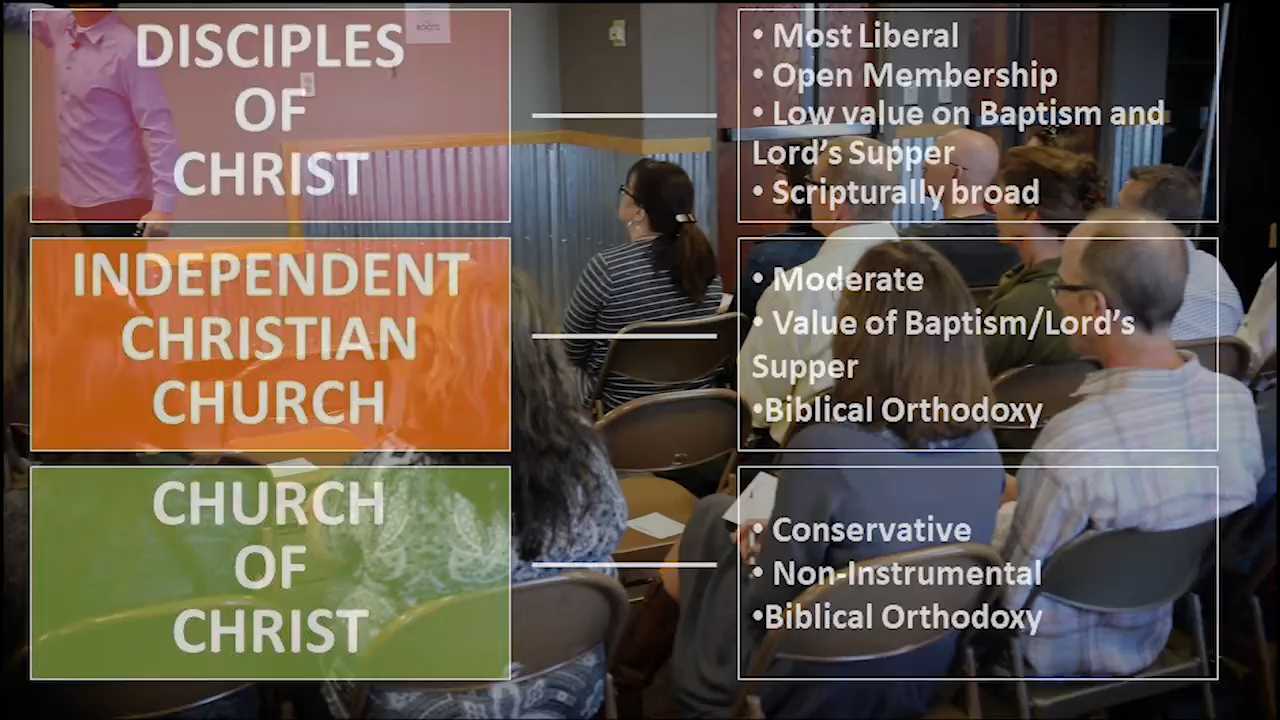 DISCIPLES
OF
CHRIST
• Most Liberal
• Open Membership
• Low value on Baptism and
Lord's Supper
• Scripturally broad
INDEPENDENT
CHRISTIAN
CHURCH
• Moderate
• Value of Baptism/Lord's
Supper
•Biblical Orthodoxy
CHURCH
OF
CHRIST
• Conservative
• Non-Instrumental
•Biblical Orthodoxy
ROOTS